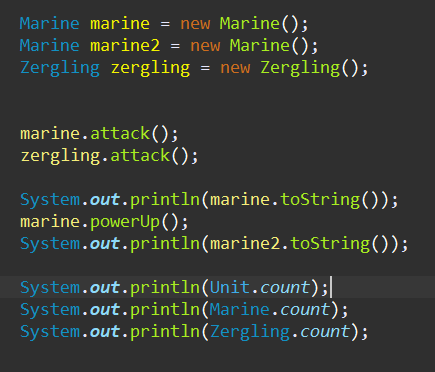 Marine marine = new Marine();
Marine marine2 = new Marine();
Zergling zergling = new Zergling();
marine.attack();
zergling.attack();
System.out.println(marine.toString());
marine.powerUp();
System.out.println(marine2.toString());
System.out.println(Unit.count);
System.out.println(Marine.count);
System.out.println(Zergling.count);